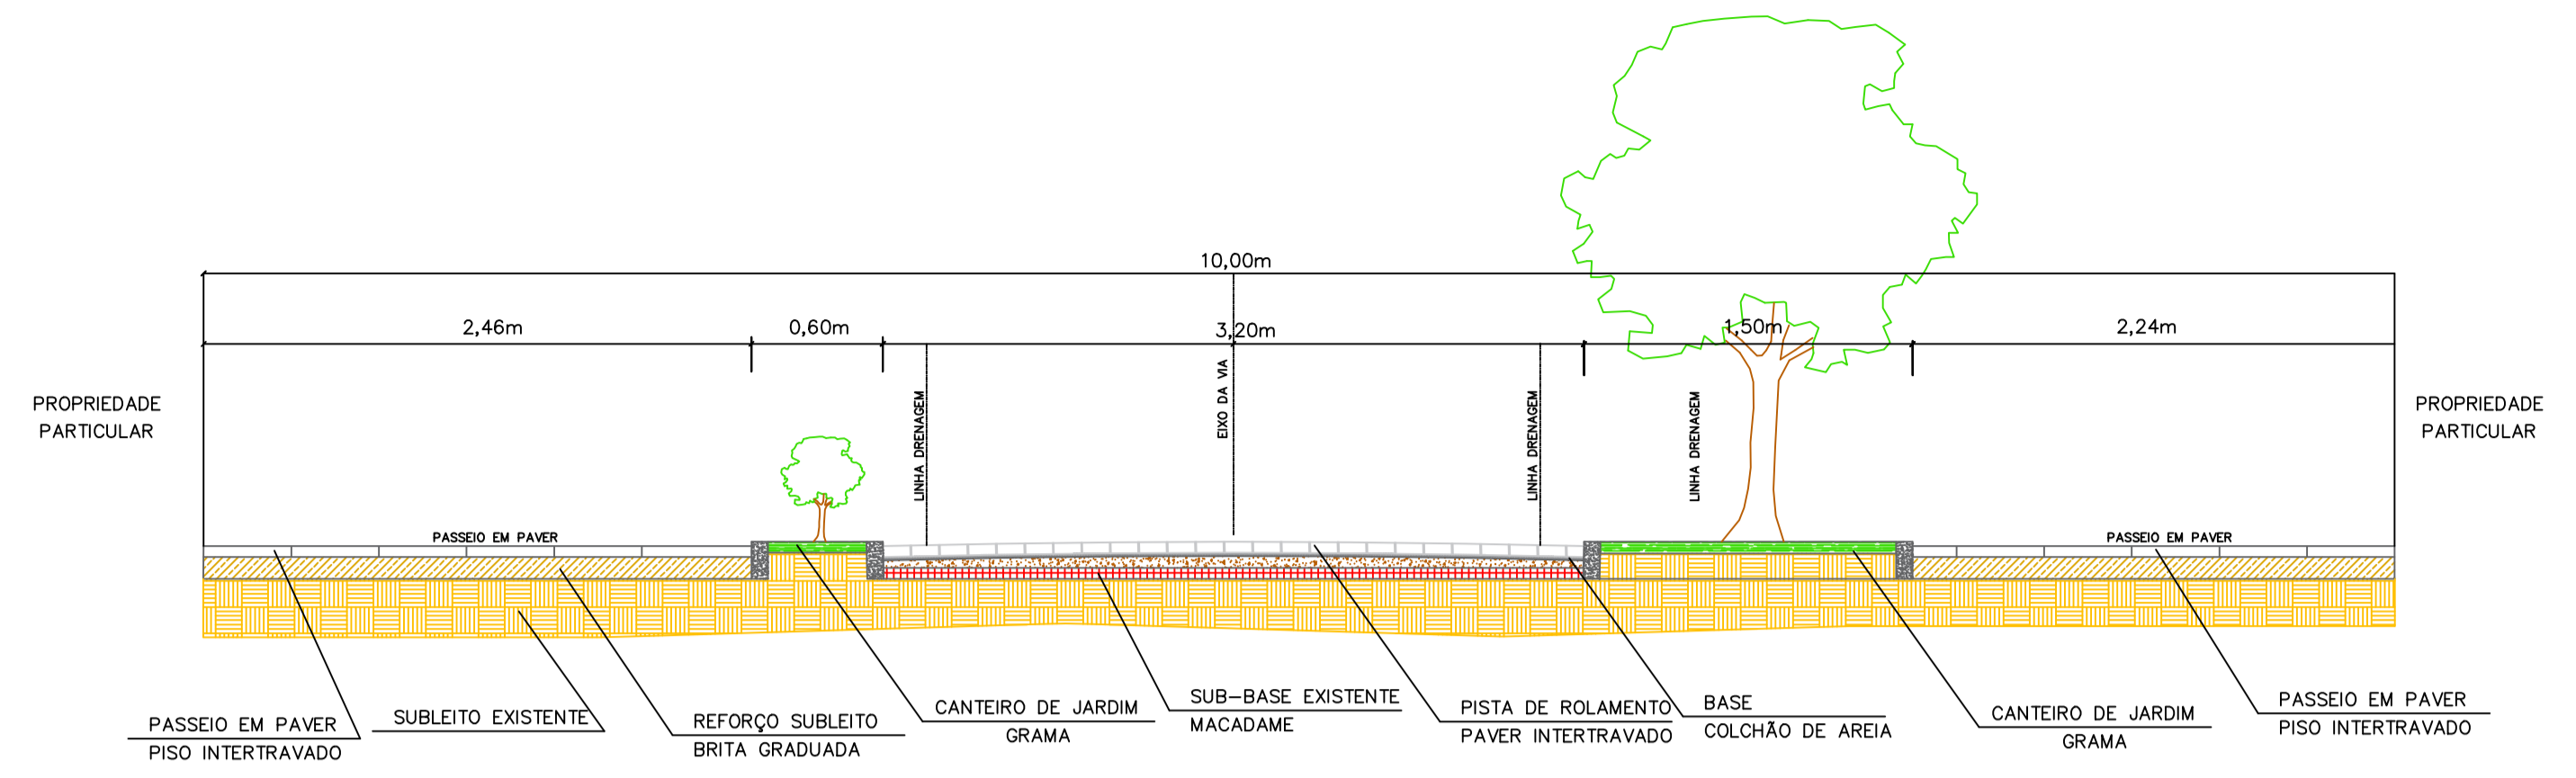 10,00m
2,46m
0,60m
3,20m
1,50m
2,24m
PROPRIEDADE
PARTICULAR
LINHA DRENAGEM
EIXO DA VIA
LINHA DRENAGEM
LINHA DRENAGEM
PROPRIEDADE
PARTICULAR
PASSEIO EM PAVER
PASSEIO EM PAVER
PASSEIO EM PAVER
PISO INTERTRAVADO
SUBLEITO EXISTENTE
REFORÇO SUBLEITO
BRITA GRADUADA
CANTEIRO DE JARDIM
GRAMA
SUB-BASE EXISTENTE
MACADAME
PISTA DE ROLAMENTO
PAVER INTERTRAVADO
BASE
COLCHÃO DE AREIA
CANTEIRO DE JARDIM
GRAMA
PASSEIO EM PAVER
PISO INTERTRAVADO